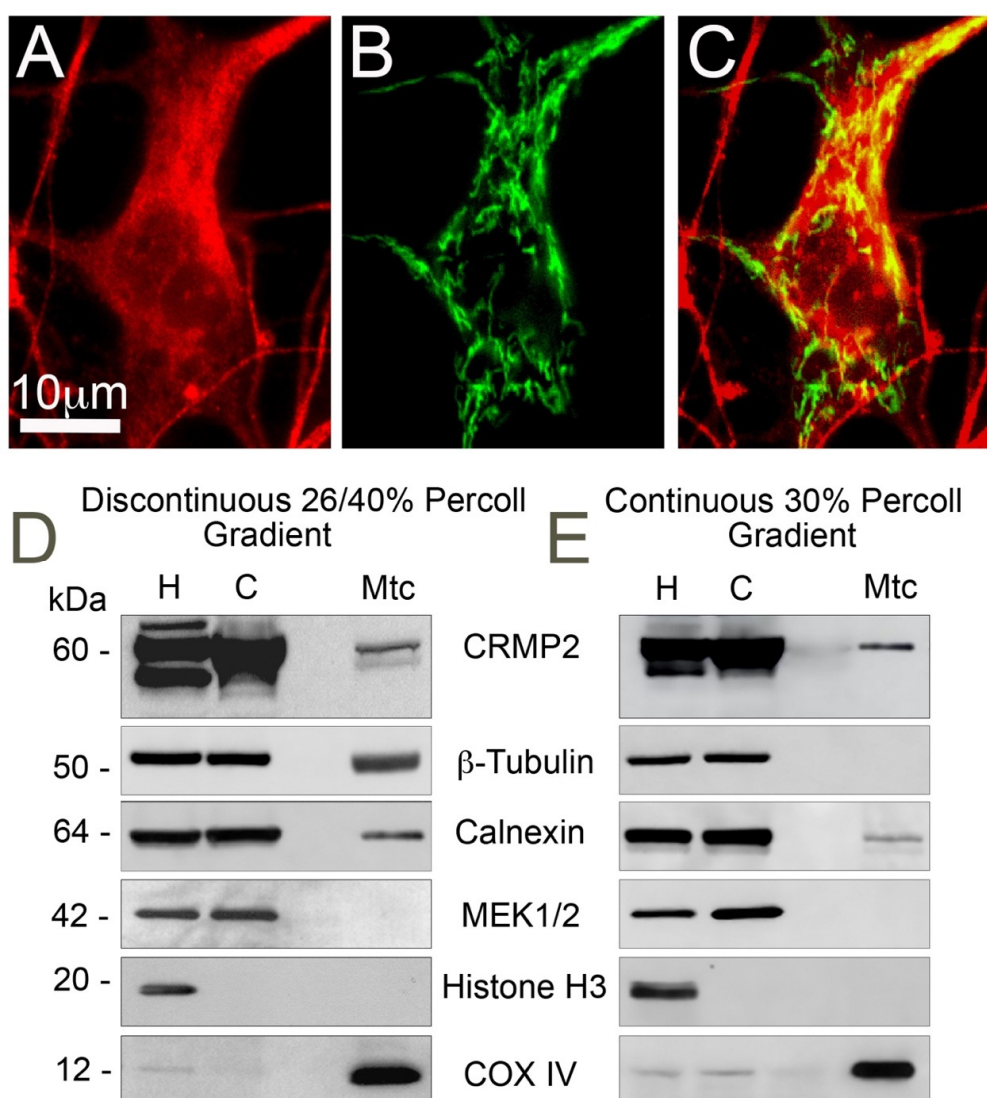 A B C
10μm
D Discontinuous 26/40% Percoll Gradient
E Continuous 30% Percoll Gradient
kDa H C Mtc H C Mtc
60 - CRMP2
50 - β-Tubulin
64 - Calnexin
42 - MEK1/2
20 - Histone H3
12 - COX IV